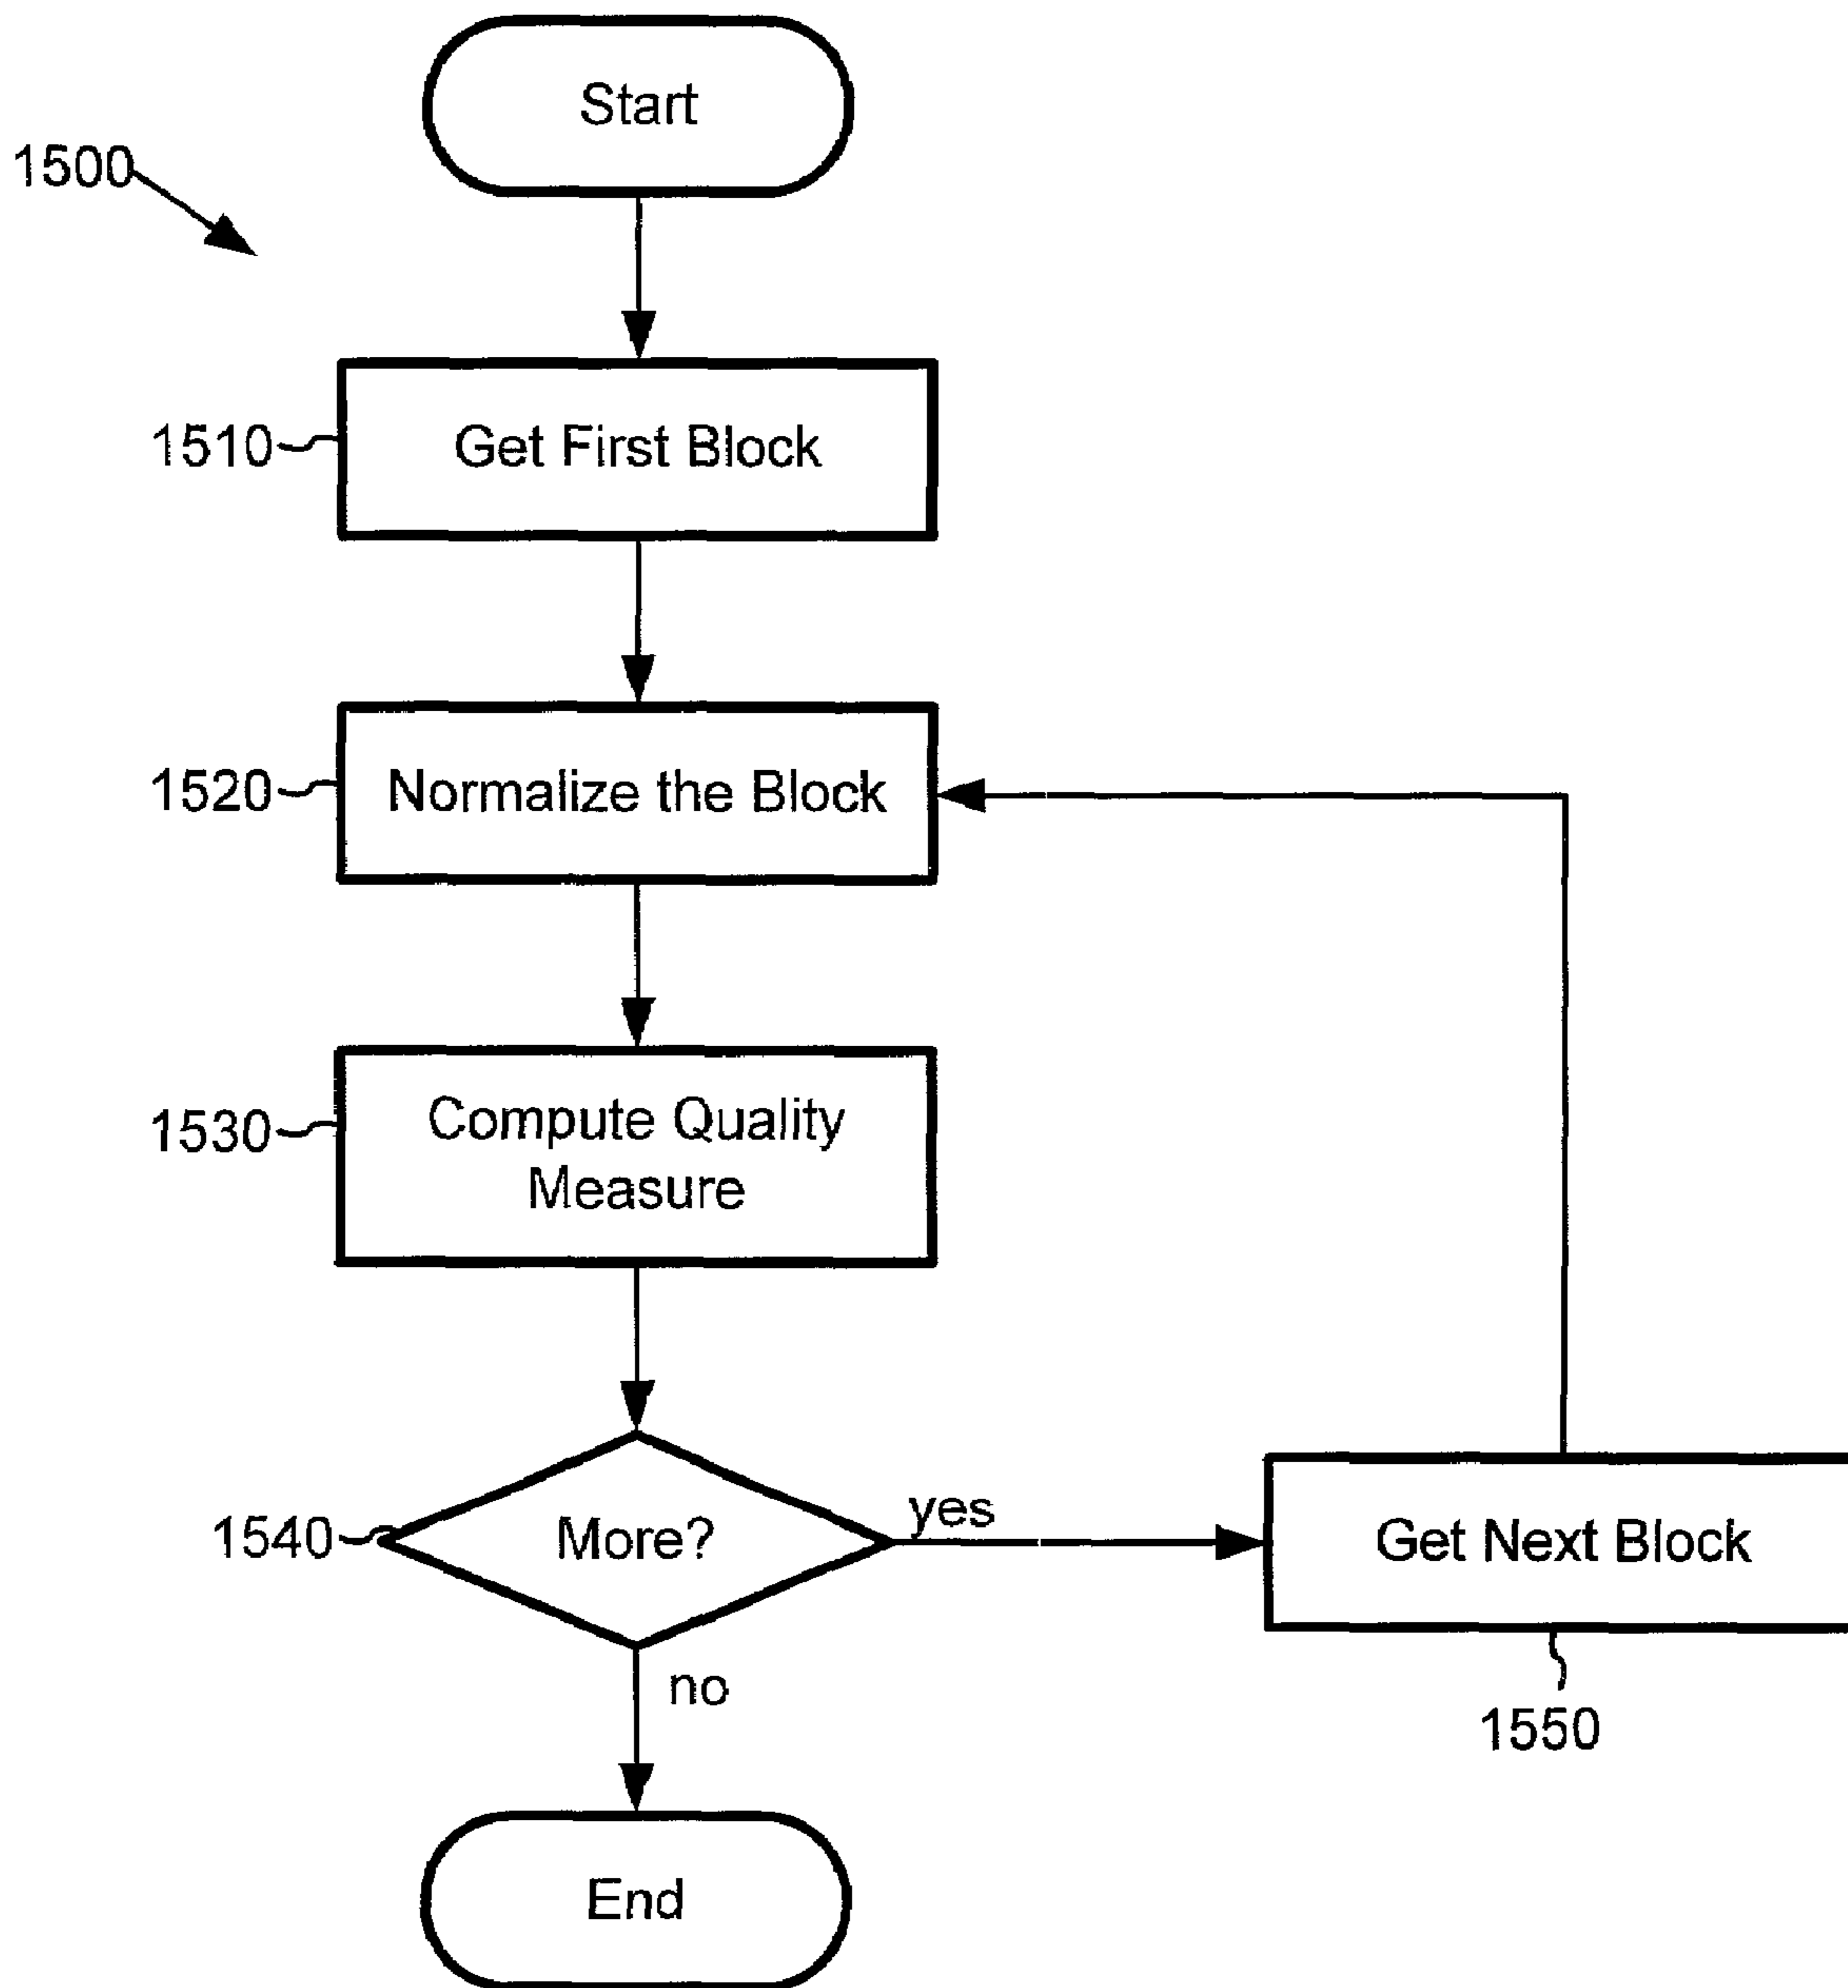 Start
1500
1510
Get First Block
1520
Normalize the Block
1530
Compute Quality
Measure
1540
More?
yes
Get Next Block
no
1550
End